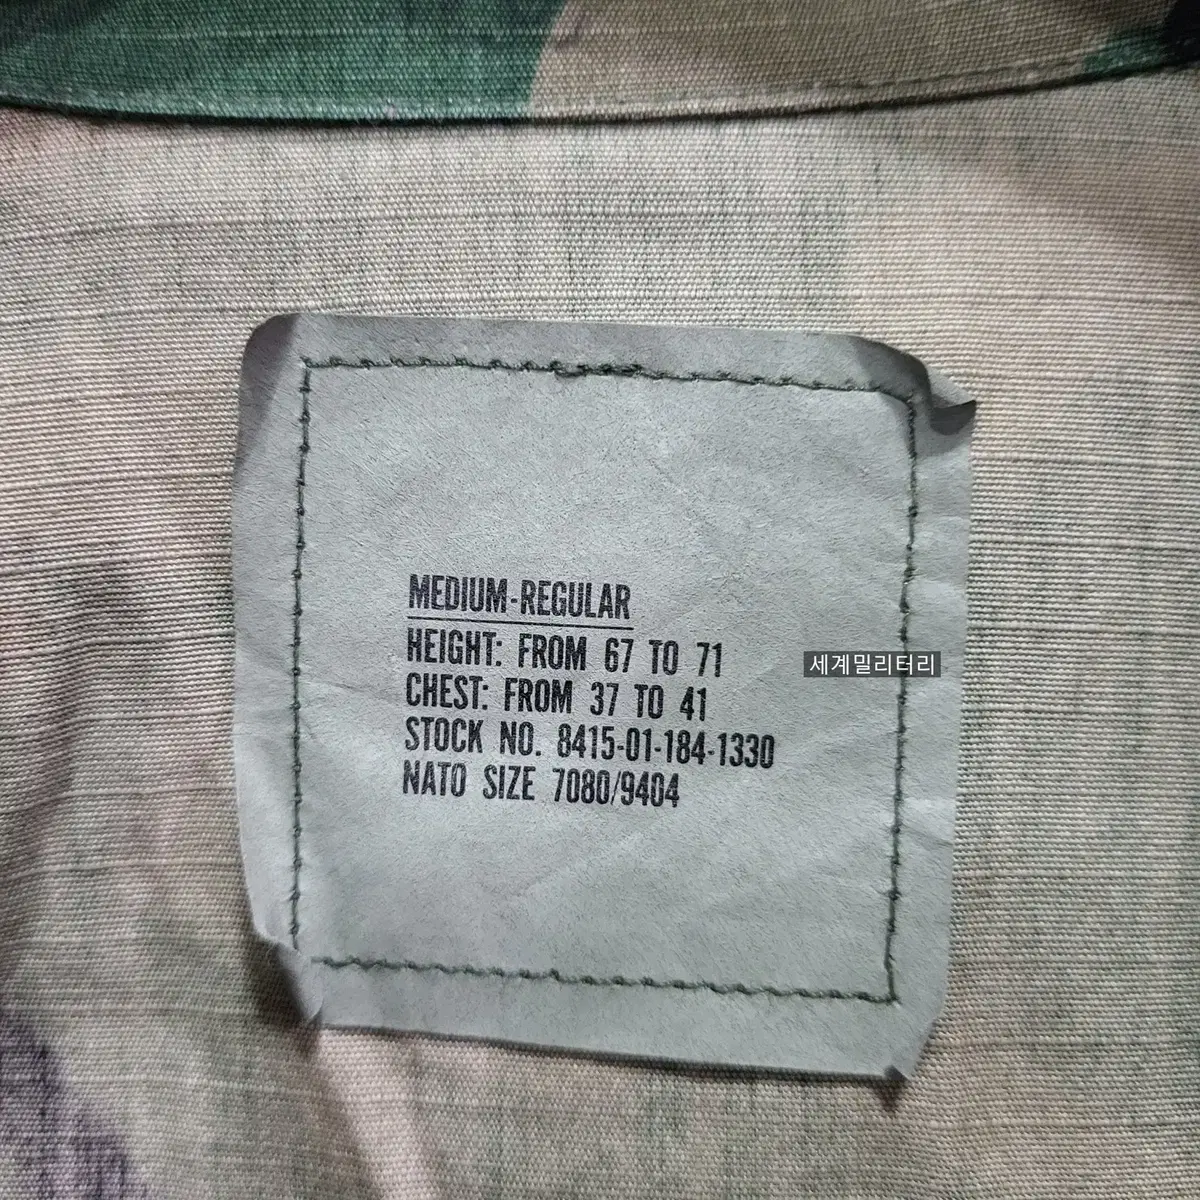 MEDIUM-REGULAR
HEIGHT: FROM 67 TO 71
세계밀리터리
CHEST: FROM 37 TO 41
STOCK NO. 8415-01-184-1330
NATO SIZE 7080/9404